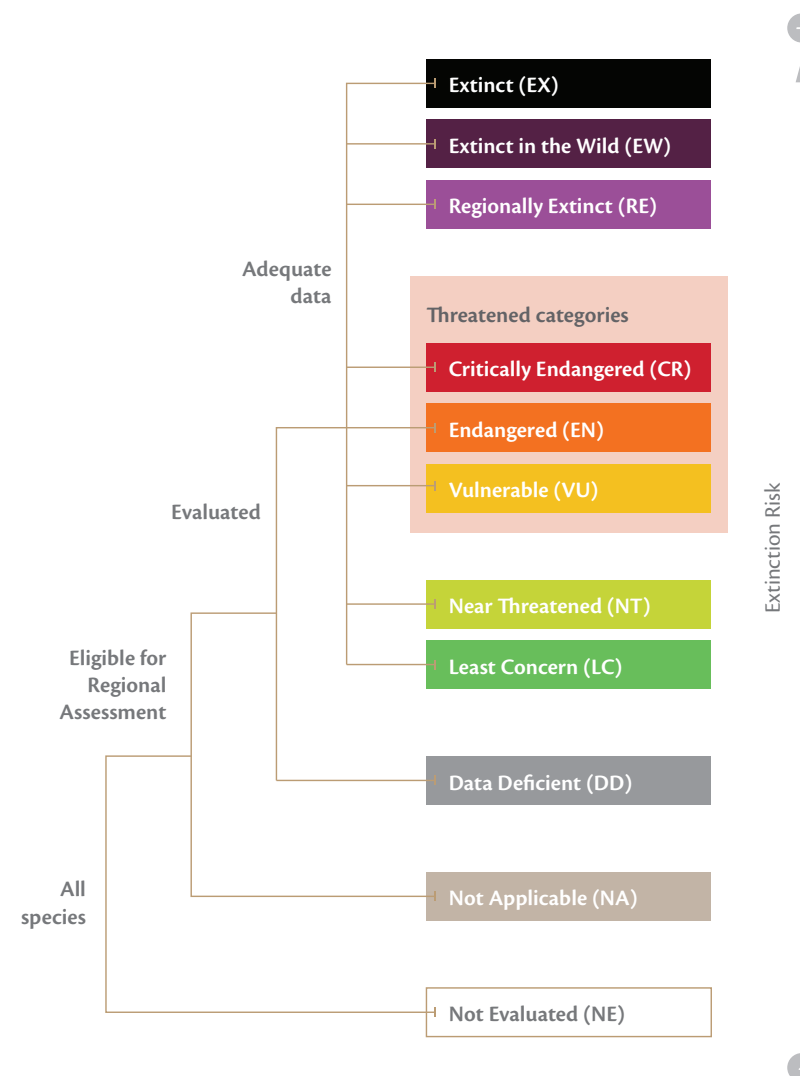 Extinct (EX)
Extinct in the Wild (EW)
Regionally Extinct (RE)
Adequate
data
Threatened categories
Critically Endangered (CR)
Endangered (EN)
Vulnerable (VU)
Evaluated
Extinction Risk
Near Threatened (NT)
Least Concern (LC)
Eligible for
Regional
Assessment
Data Deficient (DD)
Not Applicable (NA)
All
species
Not Evaluated (NE)